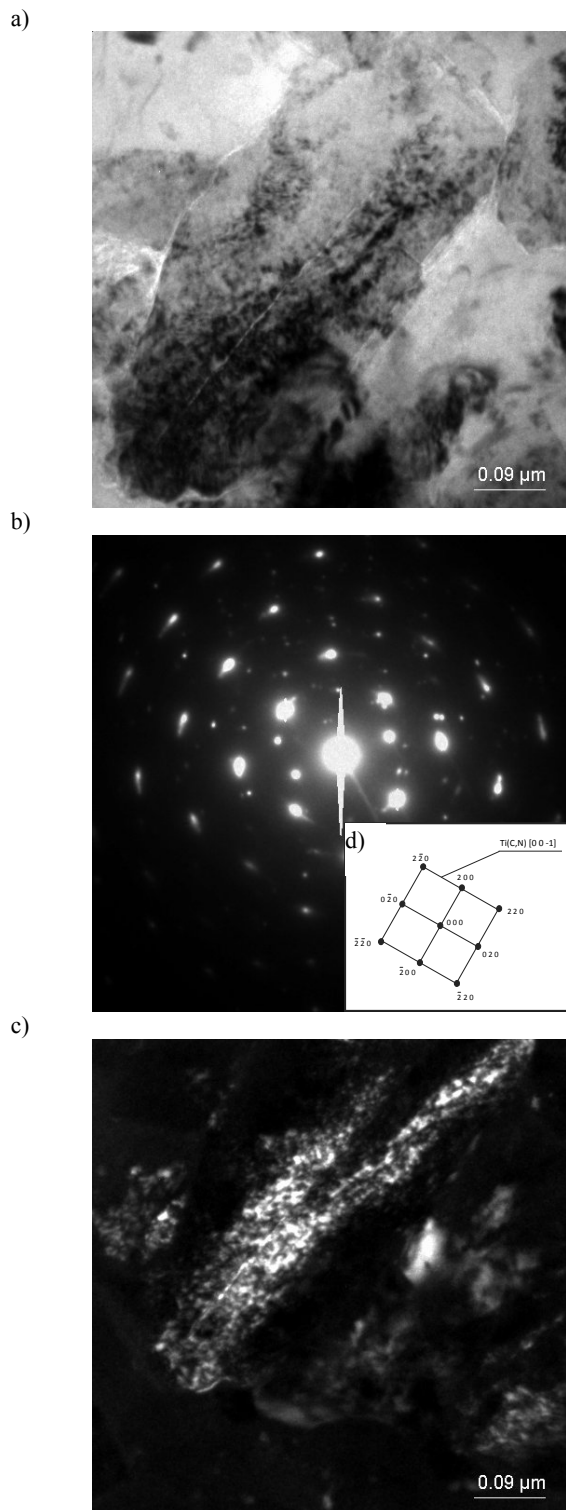 a)
0.09 µm
b)
d)
Ti(C,N) [0 0 -1]
2 2̅ 0
2 0 0
0 2̅ 0
2 2 0
0 0 0
2̅ 2̅ 0
0 2 0
2̅ 0 0
2̅ 2 0
c)
0.09 µm